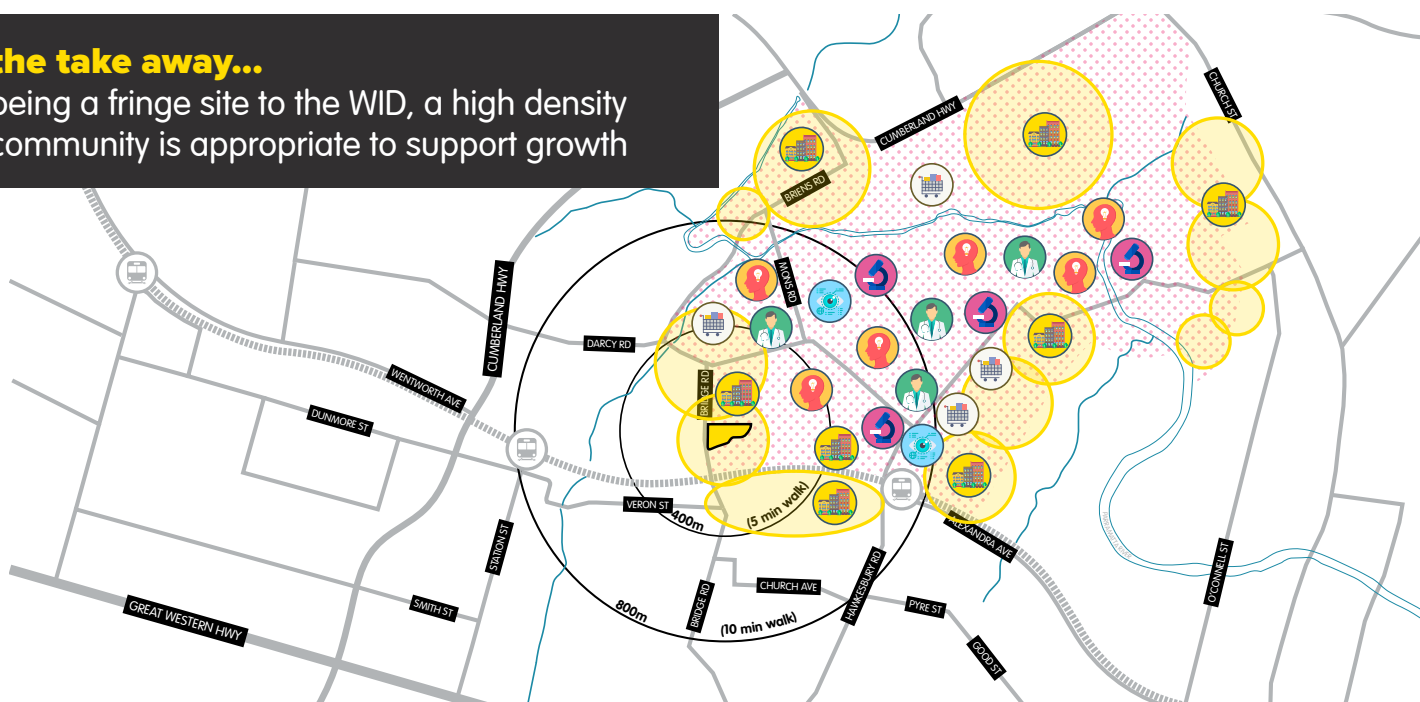 the take away...
being a fringe site to the WID, a high density
community is appropriate to support growth
CHURCH ST
CUMBERLAND HWY
BRIENS RD
CUMBERLAND HWY
MONS RD
DARCY RD
WENTWORTH AVE
BRIDGE RD
DUNMORE ST
VERON ST
400m
(5 min walk)
STATION ST
ALEXANDRA AVE
PARRAMATTA RIVER
O'CONNELL ST
HAWKESBURY RD
CHURCH AVE
BRIDGE RD
SMITH ST
PYRE ST
GREAT WESTERN HWY
800m
(10 min walk)
GOOD ST